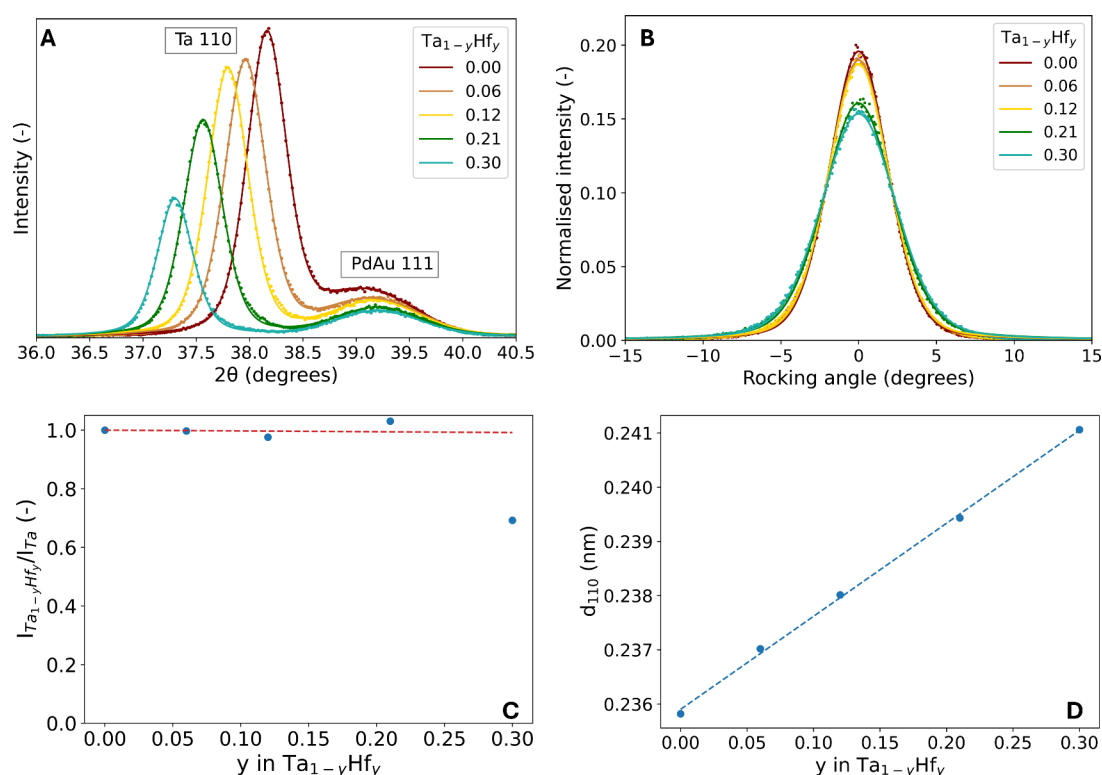 A
Ta 110
PdAu 111
Ta1−yHfy
0.00
0.06
0.12
0.21
0.30
Intensity (-)
36.0 36.5 37.0 37.5 38.0 38.5 39.0 39.5 40.0 40.5
2θ (degrees)
B
Ta1−yHfy
0.00
0.06
0.12
0.21
0.30
Normalised intensity (-)
0.20
0.15
0.10
0.05
0.00
−15 −10 −5 0 5 10 15
Rocking angle (degrees)
ITa1−yHfy/ITa (-)
1.0
0.8
0.6
0.4
0.2
0.0
C
0.00 0.05 0.10 0.15 0.20 0.25 0.30
y in Ta1−yHfy
d110 (nm)
0.241
0.240
0.239
0.238
0.237
0.236
D
0.00 0.05 0.10 0.15 0.20 0.25 0.30
y in Ta1−yHfy